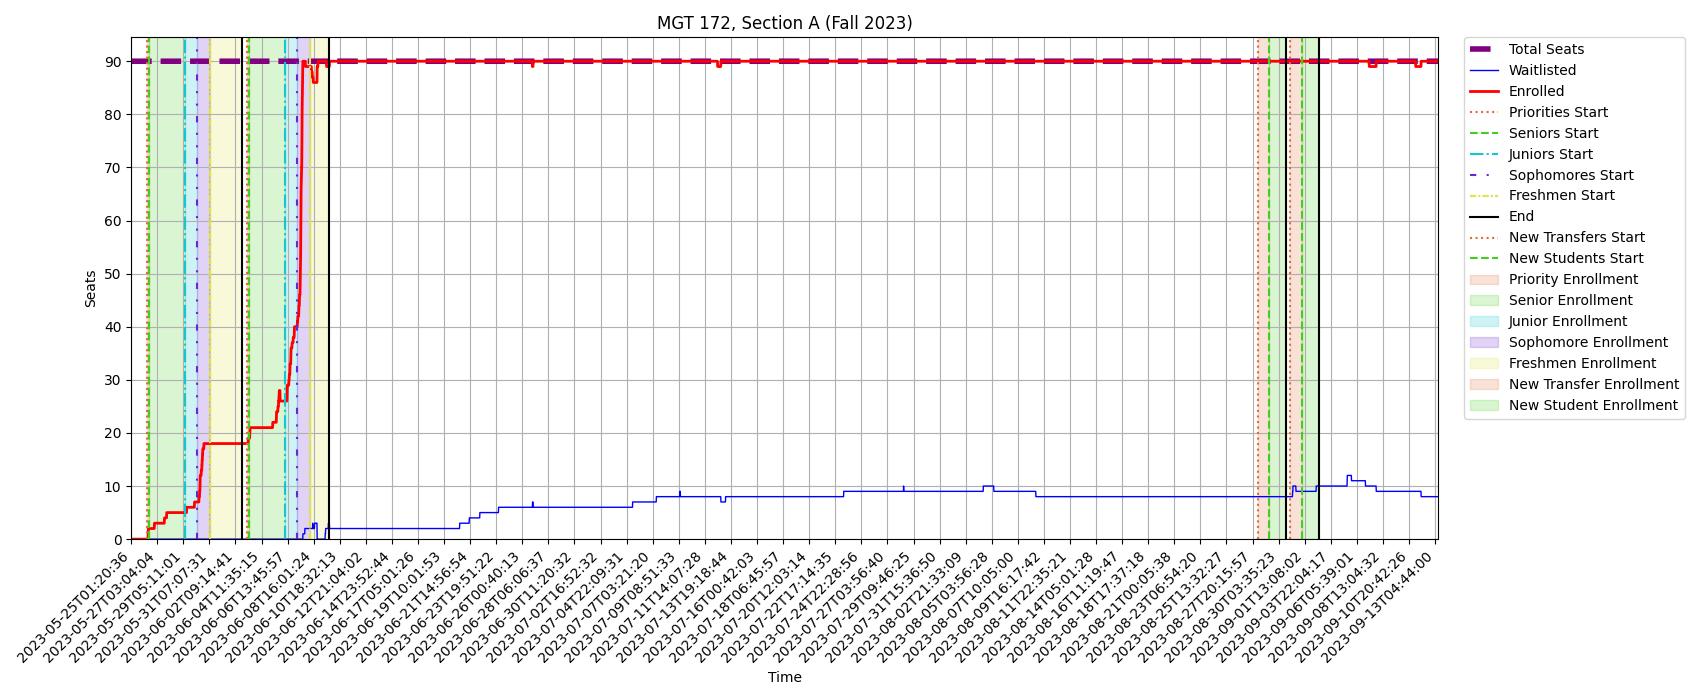 MGT 172, Section A (Fall 2023)
Seats
90
80
70
60
50
40
30
20
10
0
2023-05-25T01:20:36
2023-05-27T03:04:04
2023-05-29T05:11:01
2023-05-31T07:07:31
2023-06-02T09:14:41
2023-06-04T11:35:15
2023-06-06T13:45:57
2023-06-08T16:01:24
2023-06-10T18:32:13
2023-06-12T21:04:02
2023-06-14T23:52:44
2023-06-17T05:01:26
2023-06-19T10:01:53
2023-06-21T14:56:54
2023-06-23T19:51:22
2023-06-26T00:40:13
2023-06-28T06:06:37
2023-06-30T11:20:32
2023-07-02T16:52:32
2023-07-04T22:09:31
2023-07-07T03:21:20
2023-07-09T08:51:33
2023-07-11T14:07:28
2023-07-13T19:18:44
2023-07-16T00:42:03
2023-07-18T06:45:57
2023-07-20T12:03:14
2023-07-22T17:14:35
2023-07-24T22:28:56
2023-07-27T03:56:40
2023-07-29T09:46:25
2023-07-31T15:36:50
2023-08-02T21:33:09
2023-08-05T03:56:28
2023-08-07T10:05:00
2023-08-09T16:17:42
2023-08-11T22:35:21
2023-08-14T05:01:28
2023-08-16T11:19:47
2023-08-18T17:37:18
2023-08-21T00:05:38
2023-08-23T06:54:20
2023-08-25T13:32:27
2023-08-27T20:15:57
2023-08-30T03:35:23
2023-09-01T13:08:02
2023-09-03T22:04:17
2023-09-06T05:39:01
2023-09-08T13:04:32
2023-09-10T20:42:26
2023-09-13T04:44:00
Time
Total Seats
Waitlisted
Enrolled
Priorities Start
Seniors Start
Juniors Start
Sophomores Start
Freshmen Start
End
New Transfers Start
New Students Start
Priority Enrollment
Senior Enrollment
Junior Enrollment
Sophomore Enrollment
Freshmen Enrollment
New Transfer Enrollment
New Student Enrollment